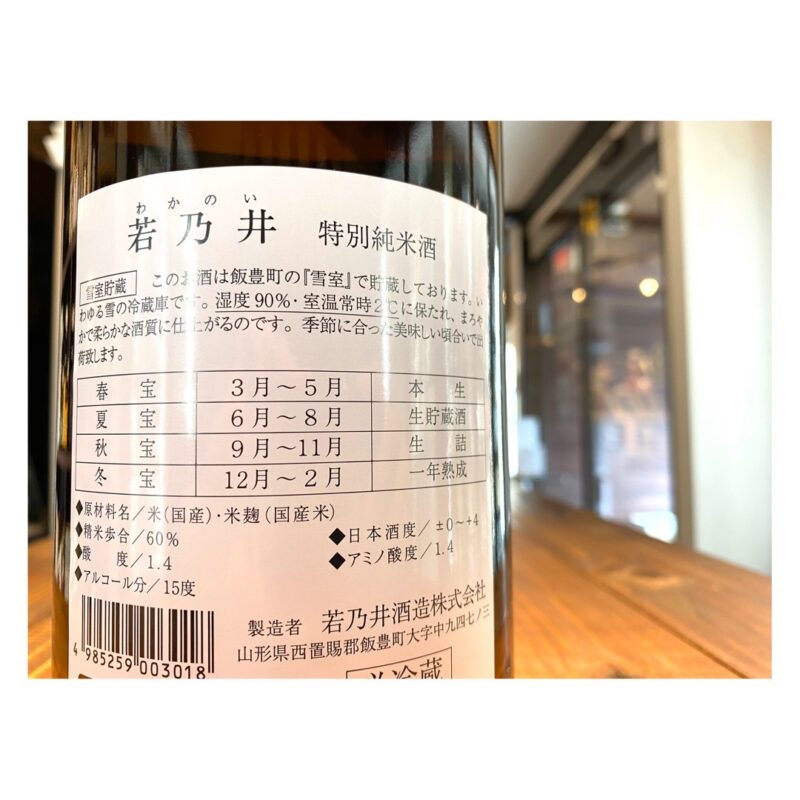 わかのい
若乃井 特別純米酒
雪室貯蔵 このお酒は飯豊町の『雪室』で貯蔵しております。い
わゆる雪の冷蔵庫です。湿度90%・室温常時2℃に保たれ、まろや
かで柔らかな酒質に仕上がるのです。季節に合った美味しい頃合いで出
荷致します。
春宝 3月〜5月 本生
夏宝 6月〜8月 生貯蔵酒
秋宝 9月〜11月 生詰
冬宝 12月〜2月 一年熟成
◆原材料名/米(国産)・米麹(国産米)
◆精米歩合/60% ◆日本酒度/±0〜+4
◆酸度/1.4 ◆アミノ酸度/1.4
◆アルコール分/15度
製造者 若乃井酒造株式会社
山形県西置賜郡飯豊町大字中九四七ノ三
4 985259 003018
冷蔵